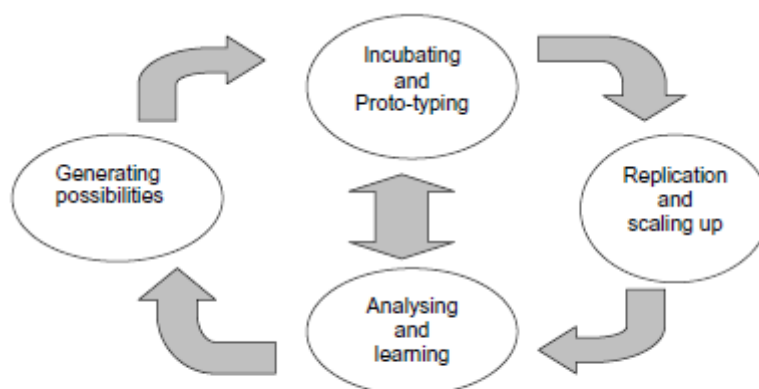 Incubating
and
Proto-typing
Generating
possibilities
Replication
and
scaling up
Analysing
and
learning